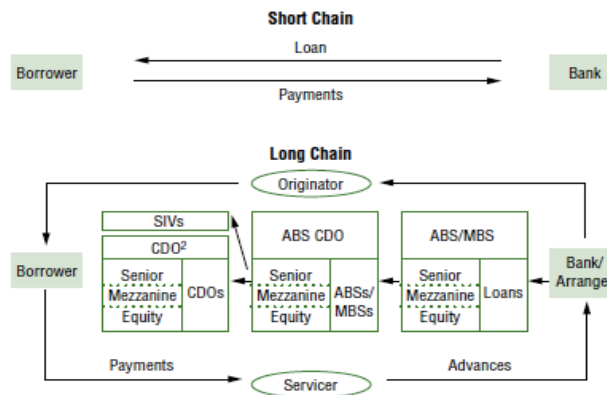 Short Chain
Loan
Borrower
Bank
Payments
Long Chain
Originator
SIVs
CDO²
ABS CDO
ABS/MBS
Borrower
Senior
Mezzanine
Equity
CDOs
Senior
Mezzanine
Equity
ABSs/
MBSs
Senior
Mezzanine
Equity
Loans
Bank/
Arrange
Payments
Servicer
Advances